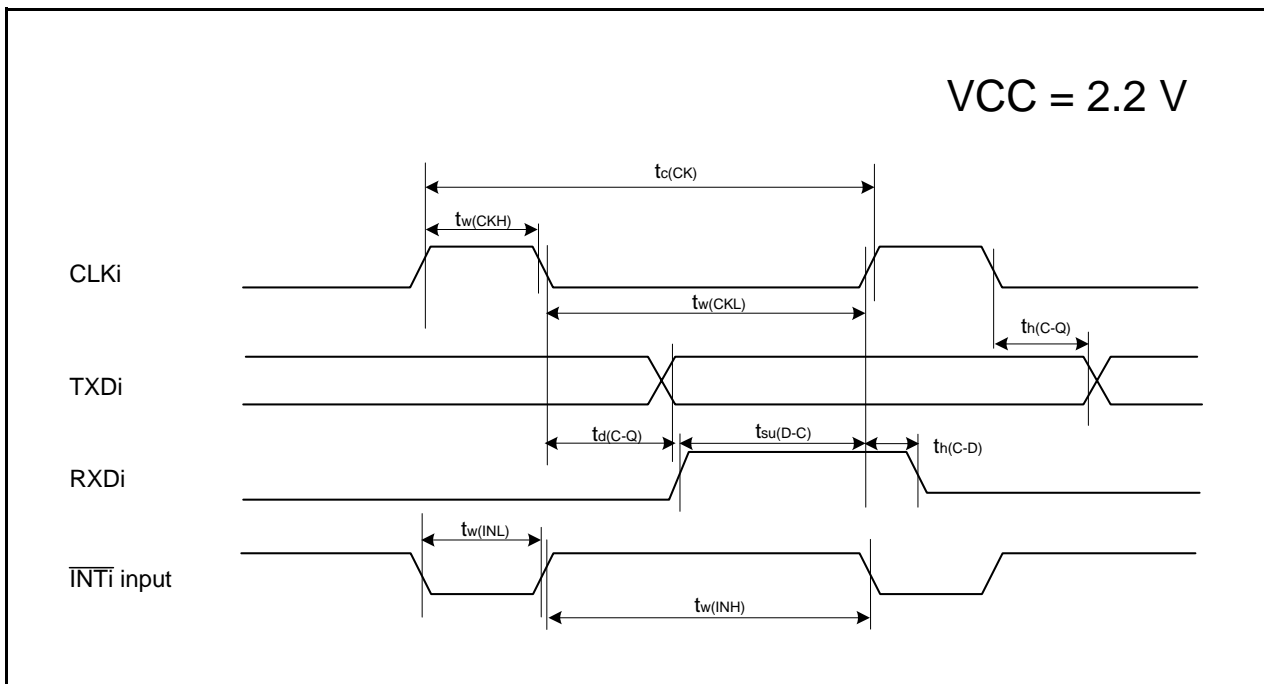 VCC = 2.2 V
tc(CK)
tw(CKH)
CLKi
tw(CKL)
th(C-Q)
TXDi
td(C-Q)
tsu(D-C)
th(C-D)
RXDi
tw(INL)
INTi input
tw(INH)